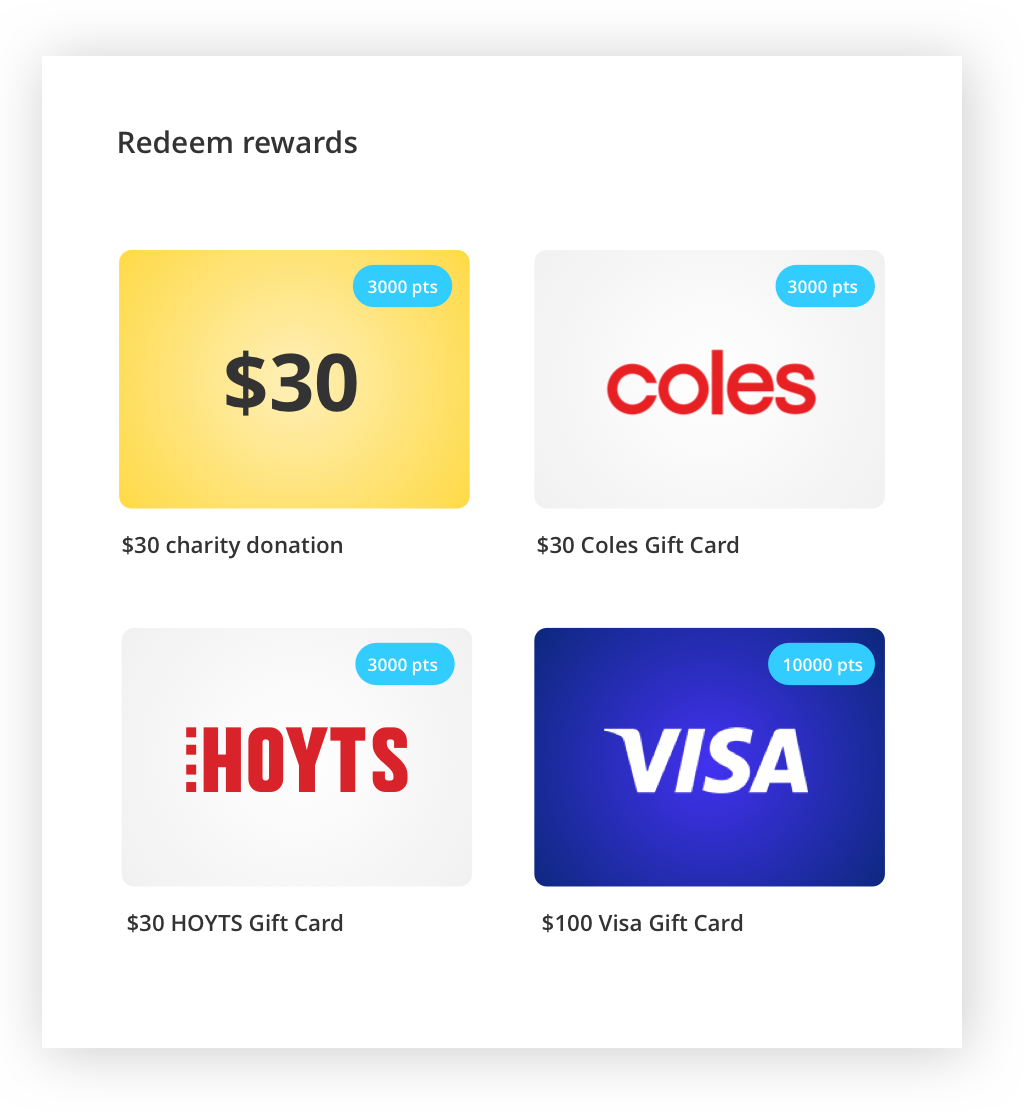 Redeem rewards
3000 pts
$30
$30 charity donation
3000 pts
coles
$30 Coles Gift Card
3000 pts
HOYTS
$30 HOYTS Gift Card
10000 pts
VISA
$100 Visa Gift Card